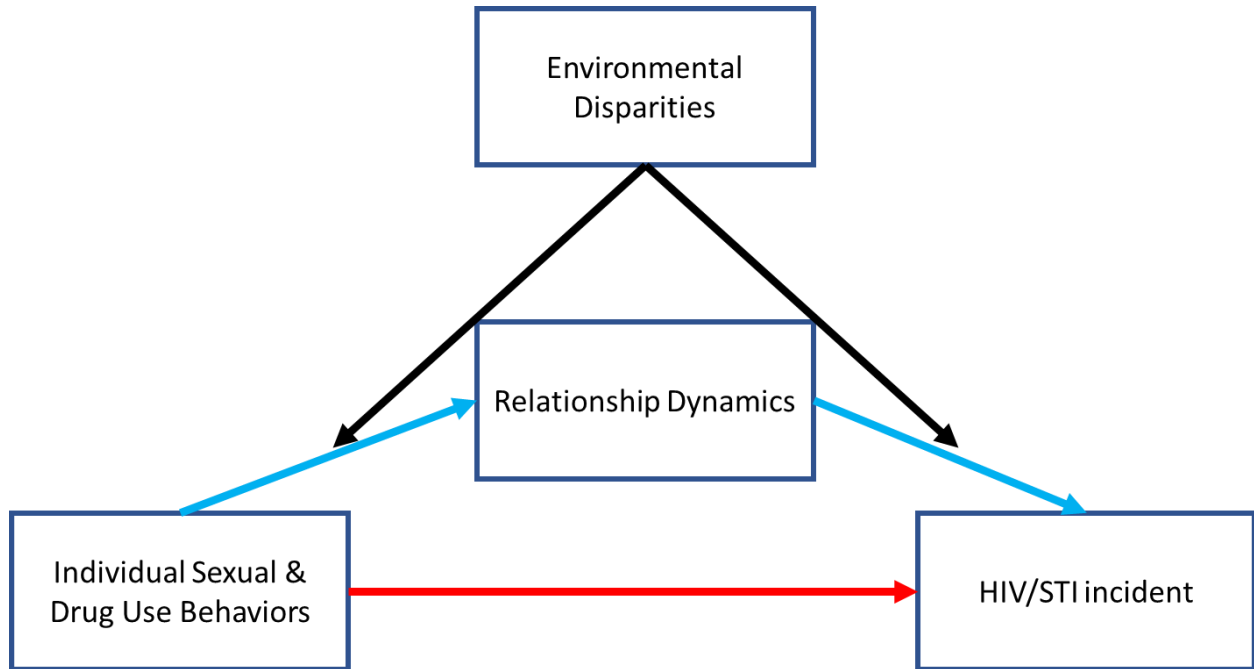 Environmental
Disparities
Relationship Dynamics
Individual Sexual &
Drug Use Behaviors
HIV/STI incident